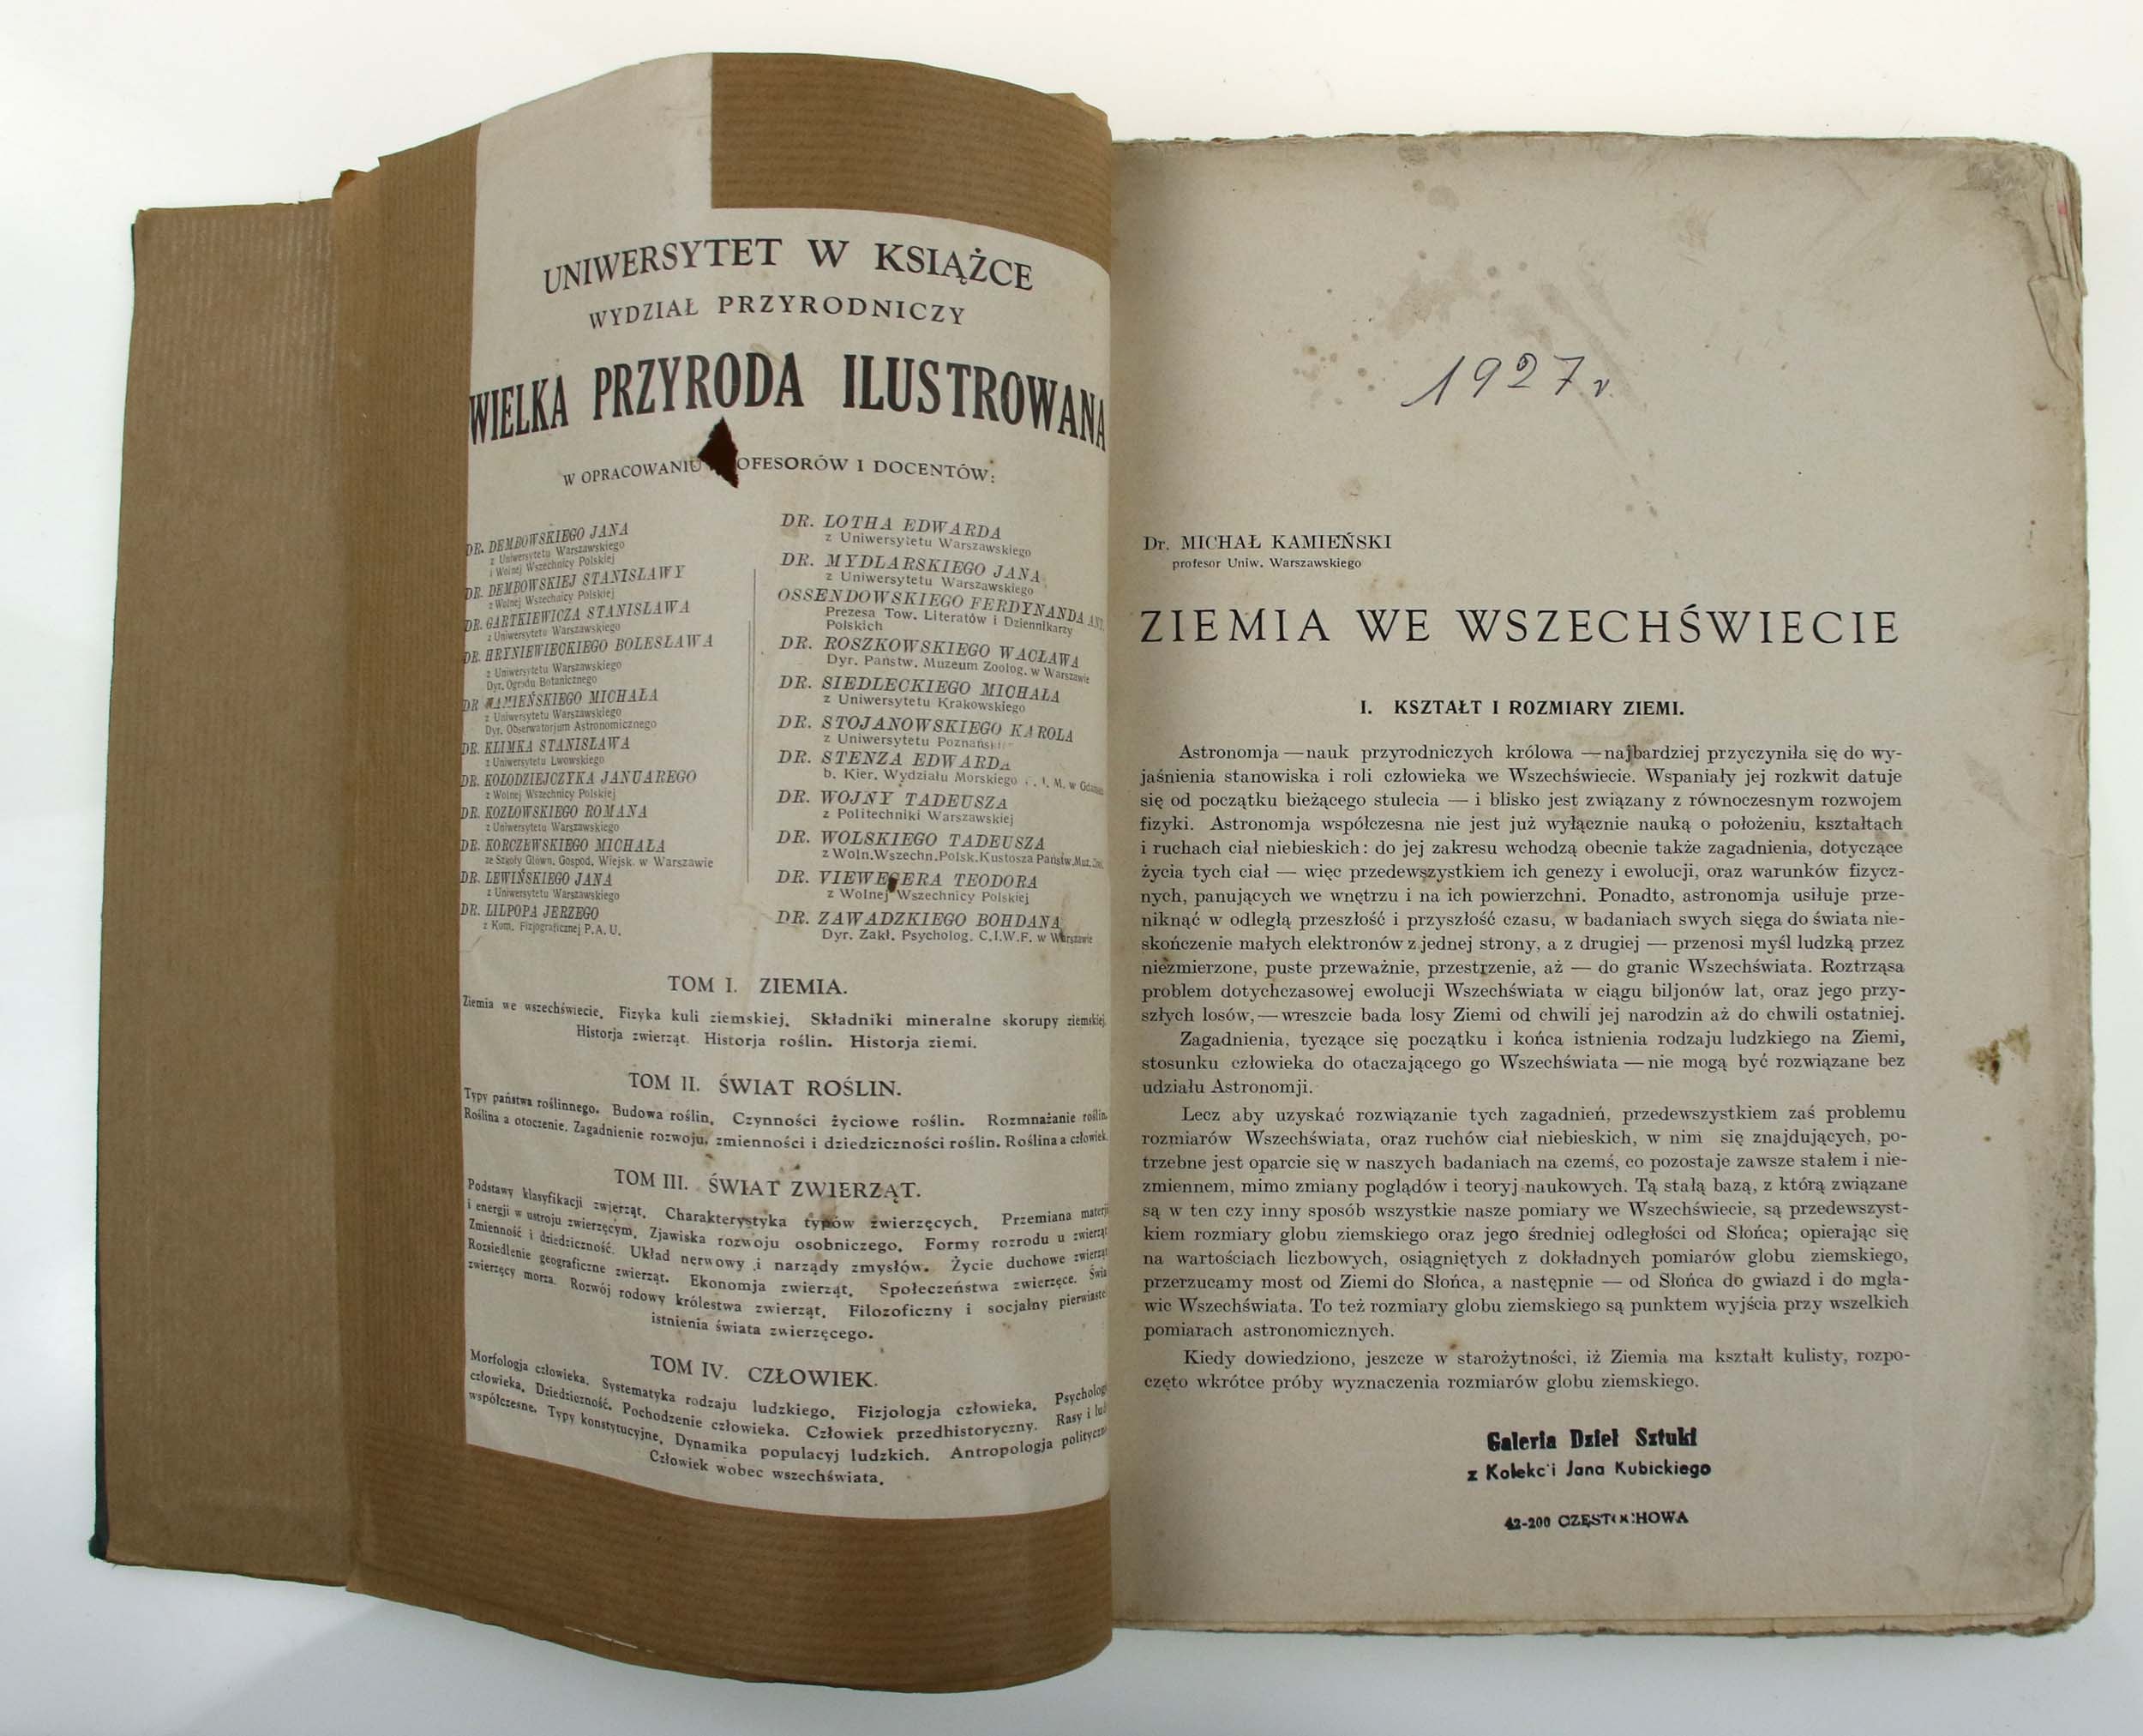 UNIWERSYTET W KSIĄŻCE
WYDZIAŁ PRZYRODNICZY
WIELKA PRZYRODA ILUSTROWANA
W OPRACOWANIU OFESORÓW I DOCENTÓW:
DR. DEMBOWSKIEGO JANA
z Uniwersytetu Warszawskiego
i Wolnej Wszechnicy Polskiej
DR. DEMBOWSKIEJ STANISŁAWY
z Wolnej Wszechnicy Polskiej
DR. GARTKIEWICZA STANISŁAWA
z Uniwersytetu Warszawskiego
DR. HRYNIEWIECKIEGO BOLESŁAWA
z Uniwersytetu Warszawskiego
Dyr. Ogrodu Botanicznego
DR KAMIEŃSKIEGO MICHAŁA
z Uniwersytetu Warszawskiego
Dyr. Obserwatorjum Astronomicznego
DR. KLIMKA STANISŁAWA
z Uniwersytetu Lwowskiego
DR. KOŁODZIEJCZYKA JANUAREGO
z Wolnej Wszechnicy Polskiej
DR. KOZŁOWSKIEGO ROMANA
z Uniwersytetu Warszawskiego
DR. KORCZEWSKIEGO MICHAŁA
ze Szkoły Główn. Gospod. Wiejsk. w Warszawie
DR. LEWIŃSKIEGO JANA
z Uniwersytetu Warszawskiego
DR. LILPOPA JERZEGO
z Kom. Fizjograficznej P.A.U.
DR. LOTHA EDWARDA
z Uniwersytetu Warszawskiego
DR. MYDLARSKIEGO JANA
z Uniwersytetu Warszawskiego
OSSENDOWSKIEGO FERDYNANDA ANT.
Prezesa Tow. Literatów i Dziennikarzy
Polskich
DR. ROSZKOWSKIEGO WACŁAWA
Dyr. Państw. Muzeum Zoolog. w Warszawie
DR. SIEDLECKIEGO MICHAŁA
z Uniwersytetu Krakowskiego
DR. STOJANOWSKIEGO KAROLA
z Uniwersytetu Poznański
DR. STENZA EDWARDA
b. Kier. Wydziału Morskiego I. M. w Gdańsk
DR. WOJNY TADEUSZA
z Politechniki Warszawskiej
DR. WOLSKIEGO TADEUSZA
z Woln.Wszechn.Polsk.Kustosza Państw.Muz.Zool.
DR. VIEWEGERA TEODORA
z Wolnej Wszechnicy Polskiej
DR. ZAWADZKIEGO BOHDANA
Dyr. Zakł. Psycholog. C.I.W.F. w Warszawie
TOM I. ZIEMIA.
Ziemia we wszechświecie. Fizyka kuli ziemskiej. Składniki mineralne skorupy ziemskiej.
Historja zwierząt. Historja roślin. Historja ziemi.
TOM II. ŚWIAT ROŚLIN.
Typy państwa roślinnego. Budowa roślin. Czynności życiowe roślin. Rozmnażanie roślin.
Roślina a otoczenie. Zagadnienie rozwoju, zmienności i dziedziczności roślin. Roślina a człowiek.
TOM III. ŚWIAT ZWIERZĄT.
Podstawy klasyfikacji zwierząt. Charakterystyka typów zwierzęcych. Przemiana materji
i energji w ustroju zwierzęcym. Zjawiska rozwoju osobniczego. Formy rozrodu u zwierząt
Zmienność i dziedziczność. Układ nerwowy i narządy zmysłów. Życie duchowe zwierząt
Rozsiedlenie geograficzne zwierząt. Ekonomja zwierząt. Społeczeństwa zwierzęce. Świa
zwierzęcy morza. Rozwój rodowy królestwa zwierząt. Filozoficzny i socjalny pierwiastek
istnienia świata zwierzęcego.
TOM IV. CZŁOWIEK.
Morfologja człowieka. Systematyka rodzaju ludzkiego. Fizjologja człowieka. Psycholog
człowieka. Dziedziczność. Pochodzenie człowieka. Człowiek przedhistoryczny. Rasy i lud
współczesne. Typy konstytucyjne. Dynamika populacyj ludzkich. Antropologja polityczn
Człowiek wobec wszechświata.
1927 r.
Dr. MICHAŁ KAMIEŃSKI
profesor Uniw. Warszawskiego
ZIEMIA WE WSZECHŚWIECIE
I. KSZTAŁT I ROZMIARY ZIEMI.
Astronomja — nauk przyrodniczych królowa — najbardziej przyczyniła się do wy-
jaśnienia stanowiska i roli człowieka we Wszechświecie. Wspaniały jej rozkwit datuje
się od początku bieżącego stulecia — i blisko jest związany z równoczesnym rozwojem
fizyki. Astronomja współczesna nie jest już wyłącznie nauką o położeniu, kształtach
i ruchach ciał niebieskich: do jej zakresu wchodzą obecnie także zagadnienia, dotyczące
życia tych ciał — więc przedewszystkiem ich genezy i ewolucji, oraz warunków fizycz-
nych, panujących we wnętrzu i na ich powierzchni. Ponadto, astronomja usiłuje prze-
niknąć w odległą przeszłość i przyszłość czasu, w badaniach swych sięga do świata nie-
skończenie małych elektronów z jednej strony, a z drugiej — przenosi myśl ludzką przez
niezmierzone, puste przeważnie, przestrzenie, aż — do granic Wszechświata. Roztrząsa
problem dotychczasowej ewolucji Wszechświata w ciągu biljonów lat, oraz jego przy-
szłych losów, — wreszcie bada losy Ziemi od chwili jej narodzin aż do chwili ostatniej.
Zagadnienia, tyczące się początku i końca istnienia rodzaju ludzkiego na Ziemi,
stosunku człowieka do otaczającego go Wszechświata — nie mogą być rozwiązane bez
udziału Astronomji.
Lecz aby uzyskać rozwiązanie tych zagadnień, przedewszystkiem zaś problemu
rozmiarów Wszechświata, oraz ruchów ciał niebieskich, w nim się znajdujących, po-
trzebne jest oparcie się w naszych badaniach na czemś, co pozostaje zawsze stałem i nie-
zmiennem, mimo zmiany poglądów i teoryj naukowych. Tą stałą bazą, z którą związane
są w ten czy inny sposób wszystkie nasze pomiary we Wszechświecie, są przedewszyst-
kiem rozmiary globu ziemskiego oraz jego średniej odległości od Słońca; opierając się
na wartościach liczbowych, osiągniętych z dokładnych pomiarów globu ziemskiego,
przerzucamy most od Ziemi do Słońca, a następnie — od Słońca do gwiazd i do mgła-
wic Wszechświata. To też rozmiary globu ziemskiego są punktem wyjścia przy wszelkich
pomiarach astronomicznych.
Kiedy dowiedziono, jeszcze w starożytności, iż Ziemia ma kształt kulisty, rozpo-
częto wkrótce próby wyznaczenia rozmiarów globu ziemskiego.
Galeria Dzieł Sztuki
z Kolekcji Jana Kubickiego
42-200 CZĘSTOCHOWA